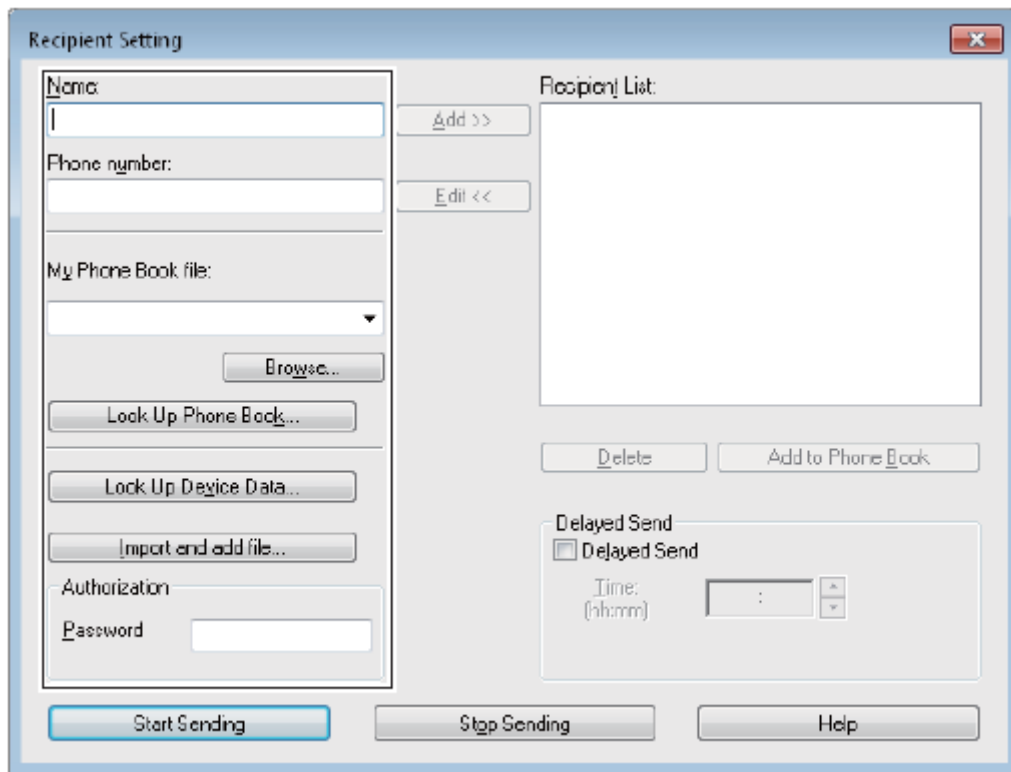 Recipient Setting
Name:
Add >>
Phone number:
Edit <<
My Phone Book file:
Browse...
Look Up Phone Book...
Look Up Device Data...
Import and add file...
Authorization
Password
Recipient List:
Delete
Add to Phone Book
Delayed Send
Delayed Send
Time:
(hh:mm)
:
Start Sending
Stop Sending
Help